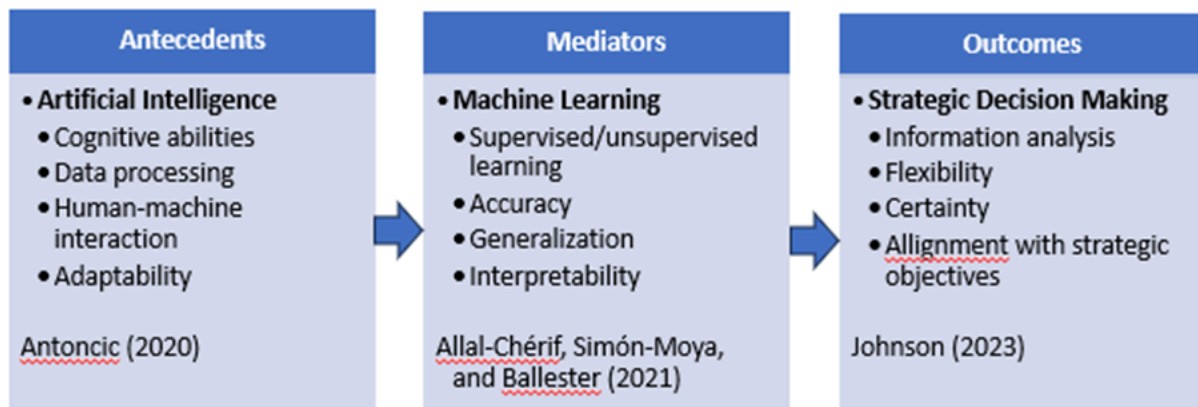 Antecedents
• Artificial Intelligence
• Cognitive abilities
• Data processing
• Human-machine
interaction
• Adaptability
Antoncic (2020)
Mediators
• Machine Learning
• Supervised/unsupervised
learning
• Accuracy
• Generalization
• Interpretability
Allal-Chérif, Simón-Moya,
and Ballester (2021)
Outcomes
• Strategic Decision Making
• Information analysis
• Flexibility
• Certainty
• Allignment with strategic
objectives
Johnson (2023)